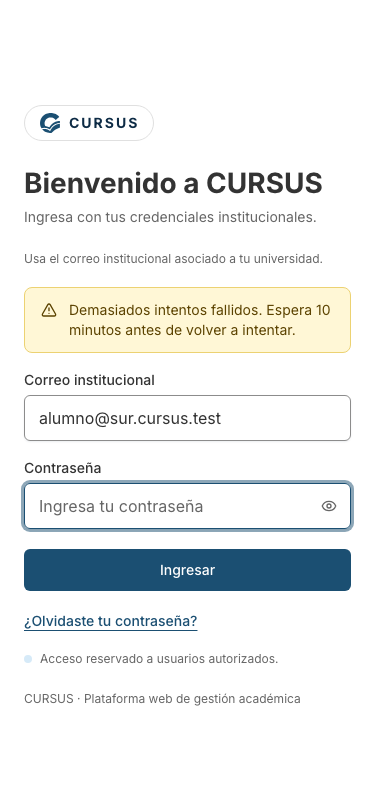 CURSUS
Bienvenido a CURSUS
Ingresa con tus credenciales institucionales.
Usa el correo institucional asociado a tu universidad.
Demasiados intentos fallidos. Espera 10
minutos antes de volver a intentar.
Correo institucional
alumno@sur.cursus.test
Contraseña
Ingresa tu contraseña
Ingresar
¿Olvidaste tu contraseña?
Acceso reservado a usuarios autorizados.
CURSUS · Plataforma web de gestión académica